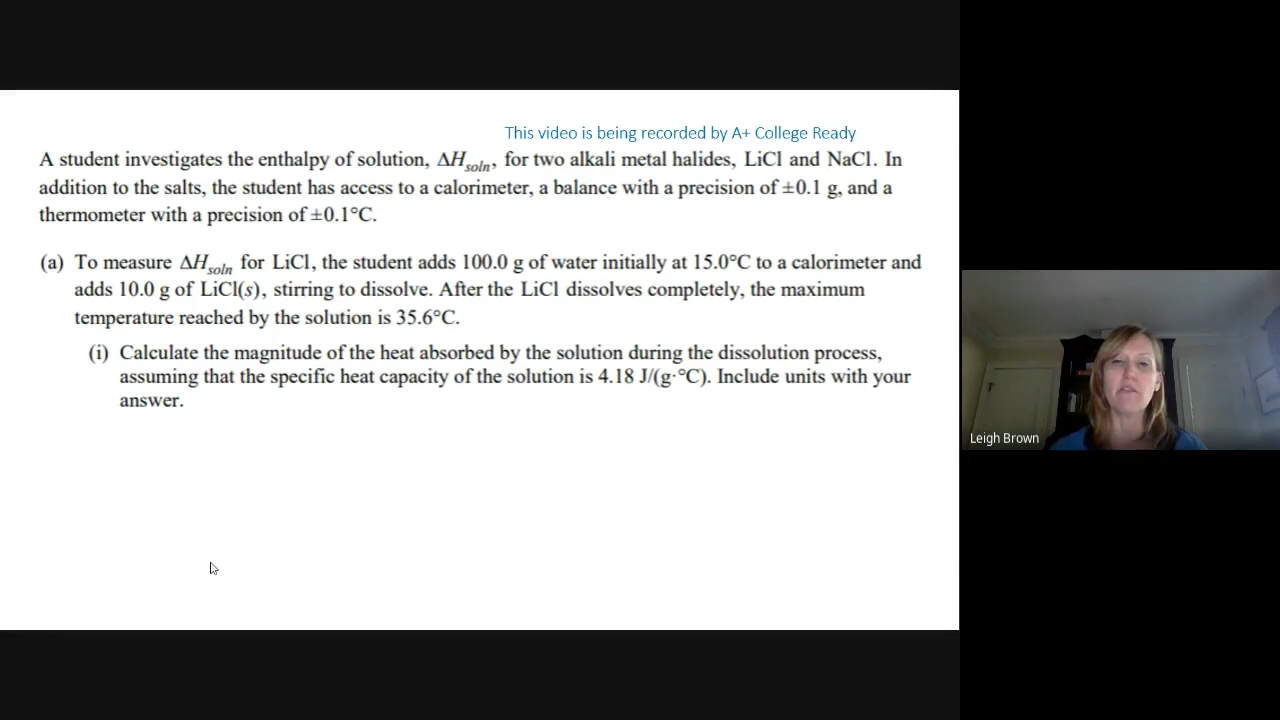 This video is being recorded by A+ College Ready
A student investigates the enthalpy of solution, ΔHsoln, for two alkali metal halides, LiCl and NaCl. In
addition to the salts, the student has access to a calorimeter, a balance with a precision of ±0.1 g, and a
thermometer with a precision of ±0.1°C.
(a) To measure ΔHsoln for LiCl, the student adds 100.0 g of water initially at 15.0°C to a calorimeter and
adds 10.0 g of LiCl(s), stirring to dissolve. After the LiCl dissolves completely, the maximum
temperature reached by the solution is 35.6°C.
(i) Calculate the magnitude of the heat absorbed by the solution during the dissolution process,
assuming that the specific heat capacity of the solution is 4.18 J/(g·°C). Include units with your
answer.
Leigh Brown